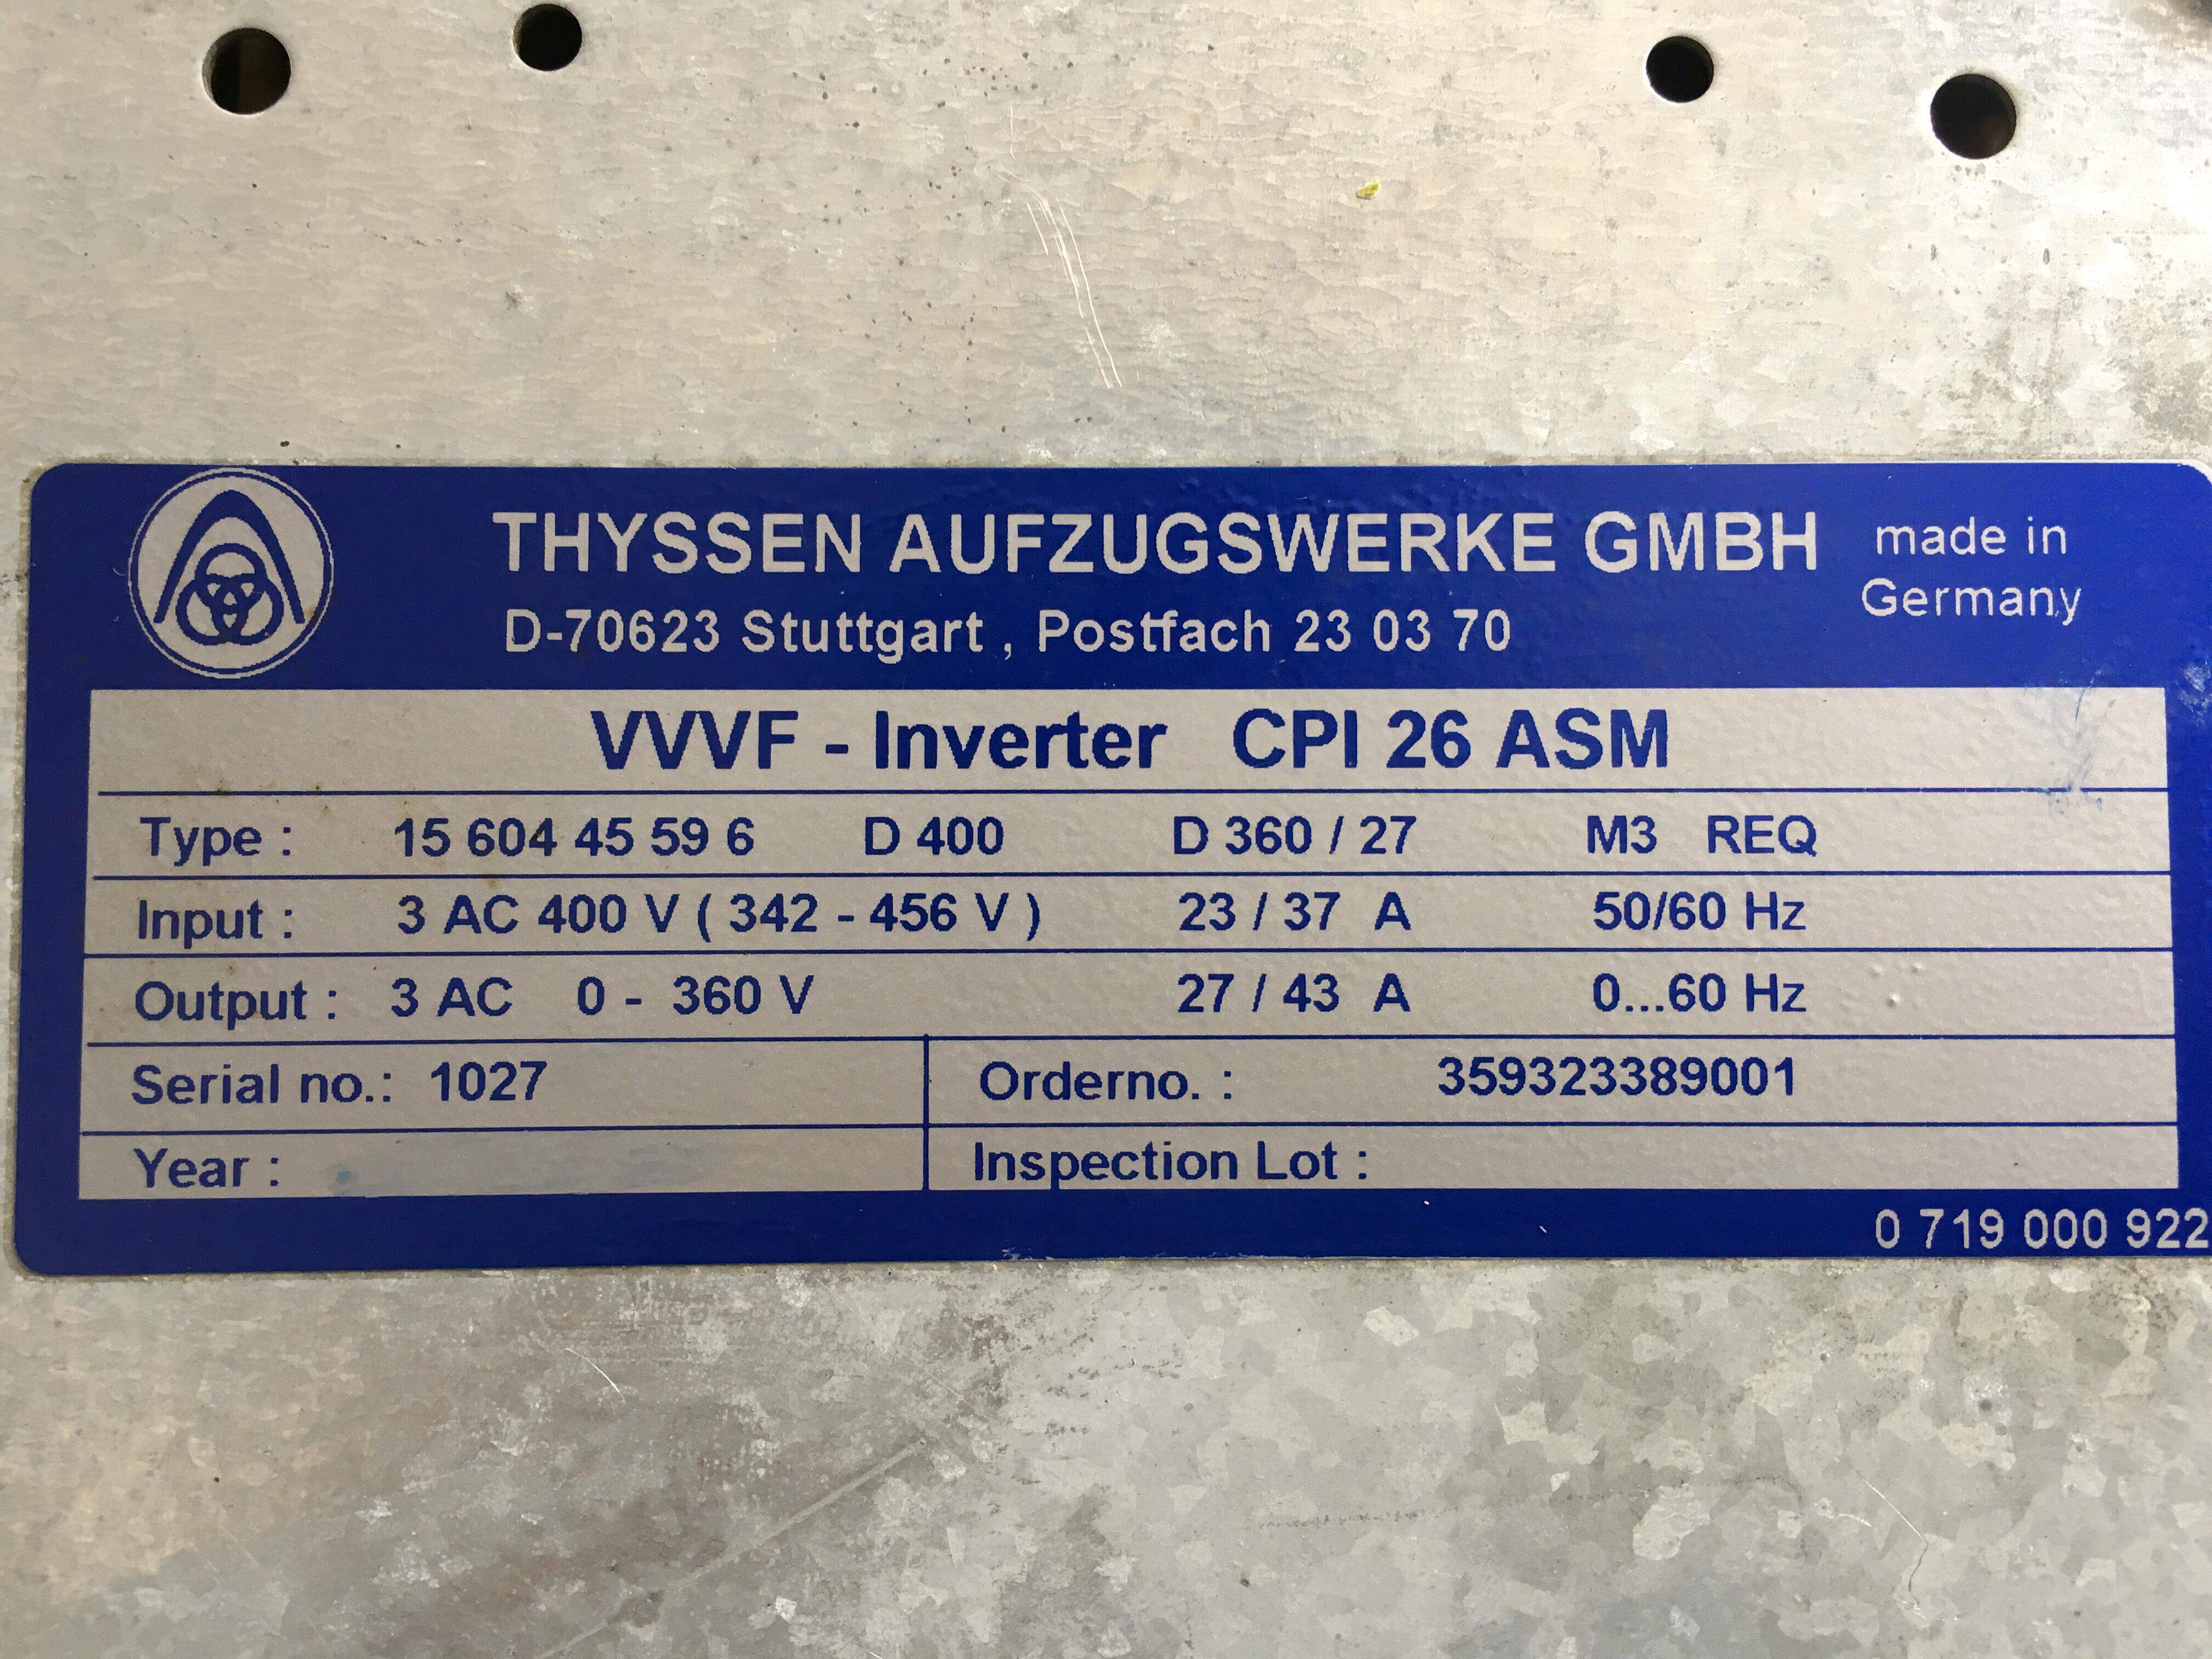 THYSSEN AUFZUGSWERKE GMBH made in
Germany
D-70623 Stuttgart , Postfach 23 03 70
VVVF - Inverter CPI 26 ASM
Type : 15 604 45 59 6 D 400 D 360 / 27 M3 REQ
Input : 3 AC 400 V ( 342 - 456 V ) 23 / 37 A 50/60 Hz
Output : 3 AC 0 - 360 V 27 / 43 A 0...60 Hz
Serial no.: 1027 Orderno. : 359323389001
Year : Inspection Lot :
0 719 000 922